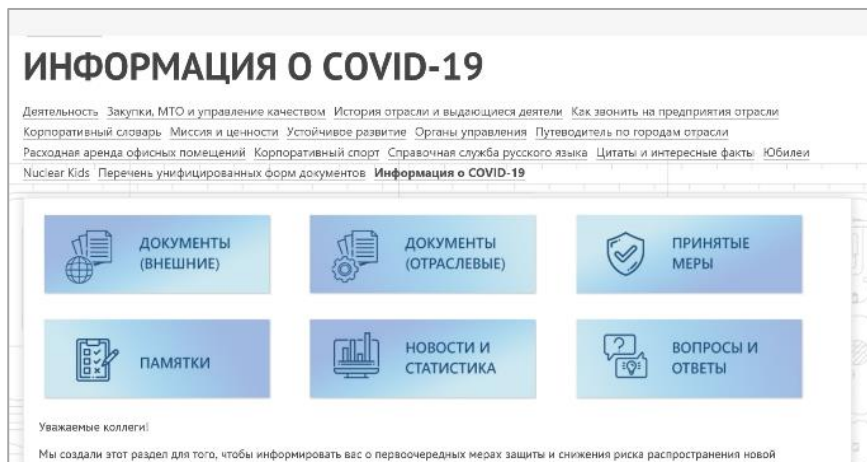 ИНФОРМАЦИЯ О COVID-19
Деятельность Закупки, МТО и управление качеством История отрасли и выдающиеся деятели Как звонить на предприятия отрасли
Корпоративный словарь Миссия и ценности Устойчивое развитие Органы управления Путеводитель по городам отрасли
Расходная аренда офисных помещений Корпоративный спорт Справочная служба русского языка Цитаты и интересные факты Юбилеи
Nuclear Kids Перечень унифицированных форм документов Информация о COVID-19
ДОКУМЕНТЫ
(ВНЕШНИЕ)
ДОКУМЕНТЫ
(ОТРАСЛЕВЫЕ)
ПРИНЯТЫЕ
МЕРЫ
ПАМЯТКИ
НОВОСТИ И
СТАТИСТИКА
ВОПРОСЫ И
ОТВЕТЫ
Уважаемые коллеги!
Мы создали этот раздел для того, чтобы информировать вас о первоочередных мерах защиты и снижения риска распространения новой